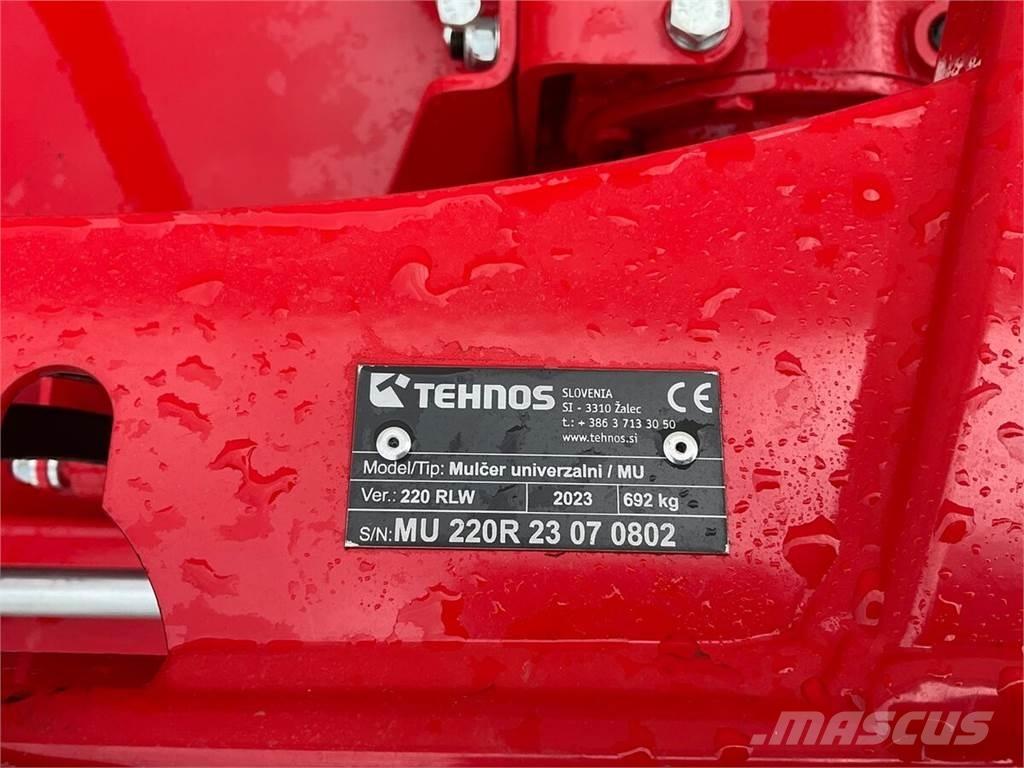 TEHNOS
SLOVENIA
SI - 3310 Žalec
t.: + 386 3 713 30 50
www.tehnos.si
CE
Model/Tip: Mulčer univerzalni / MU
Ver.: 220 RLW 2023 692 kg
S/N: MU 220R 23 07 0802
MASCUS